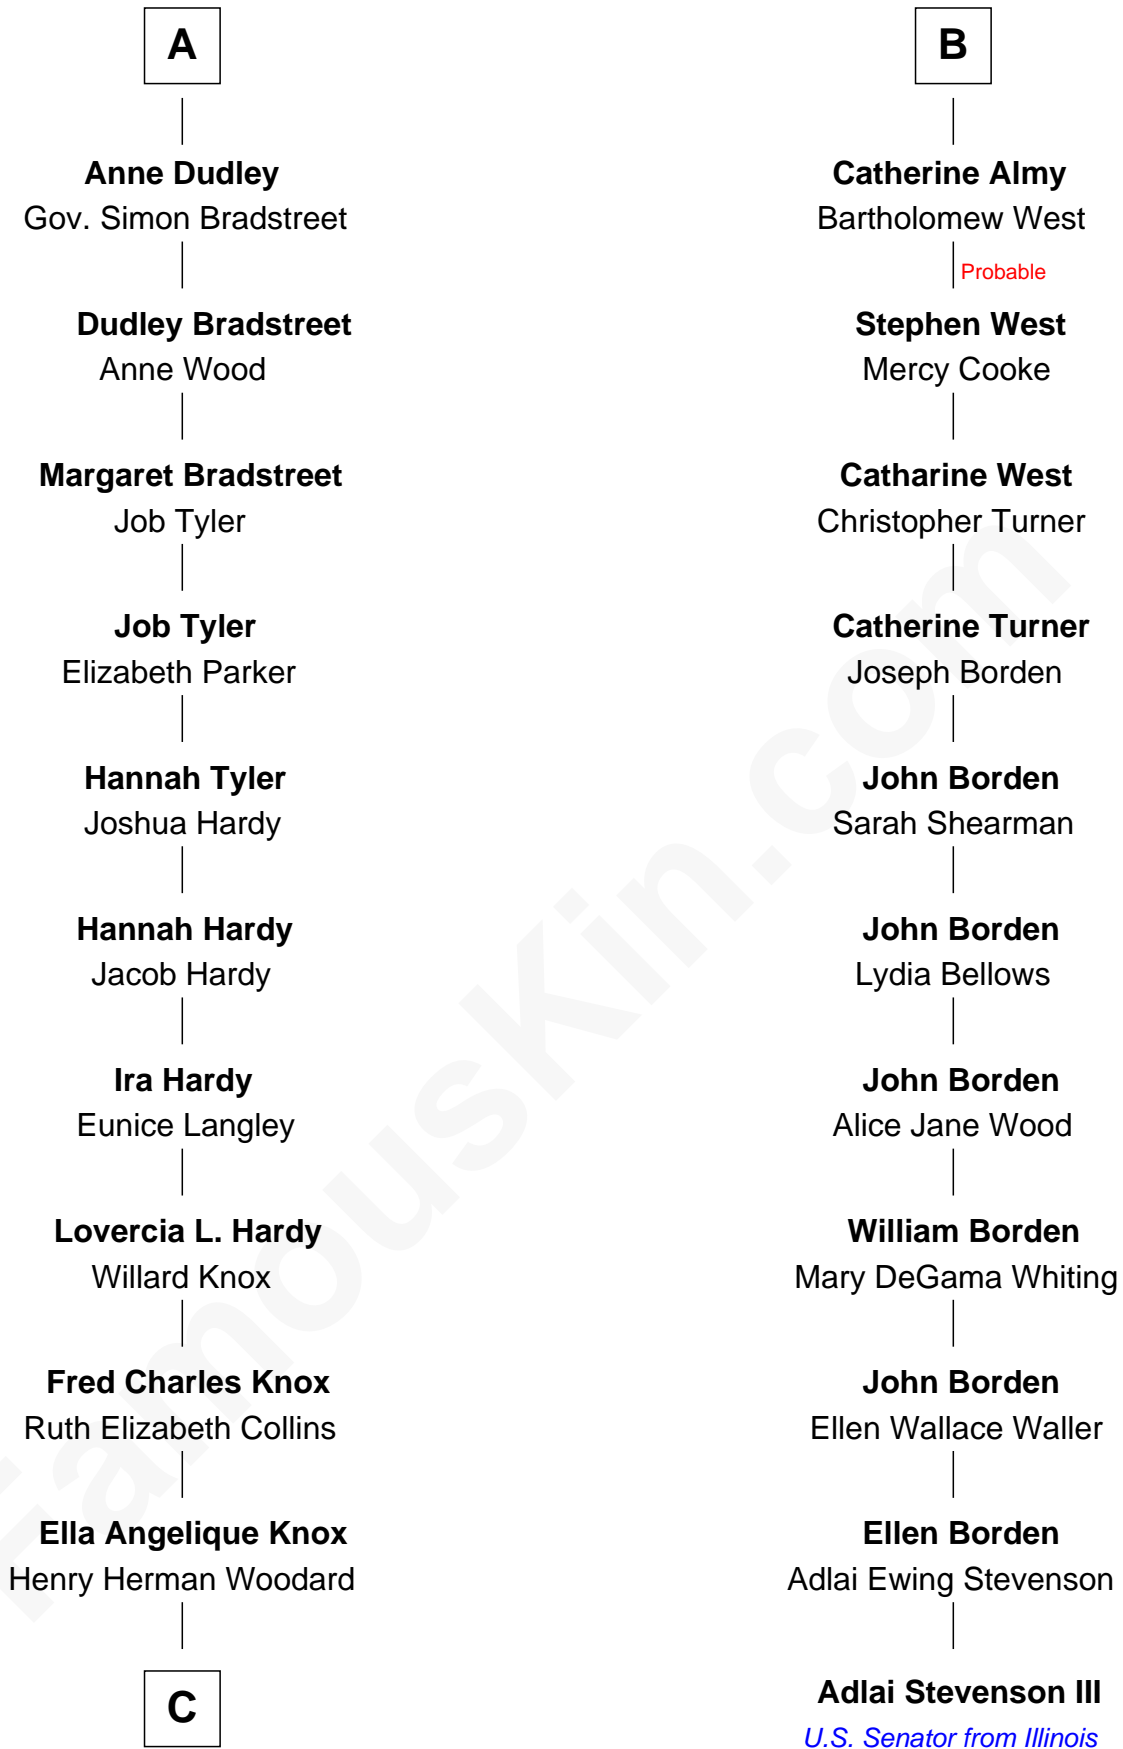 A
Anne Dudley
Gov. Simon Bradstreet
Dudley Bradstreet
Anne Wood
Margaret Bradstreet
Job Tyler
Job Tyler
Elizabeth Parker
Hannah Tyler
Joshua Hardy
Hannah Hardy
Jacob Hardy
Ira Hardy
Eunice Langley
Lovercia L. Hardy
Willard Knox
Fred Charles Knox
Ruth Elizabeth Collins
Ella Angelique Knox
Henry Herman Woodard
C
B
Catherine Almy
Bartholomew West
Probable
Stephen West
Mercy Cooke
Catharine West
Christopher Turner
Catherine Turner
Joseph Borden
John Borden
Sarah Shearman
John Borden
Lydia Bellows
John Borden
Alice Jane Wood
William Borden
Mary DeGama Whiting
John Borden
Ellen Wallace Waller
Ellen Borden
Adlai Ewing Stevenson
Adlai Stevenson III
U.S. Senator from Illinois
FamousKin.com